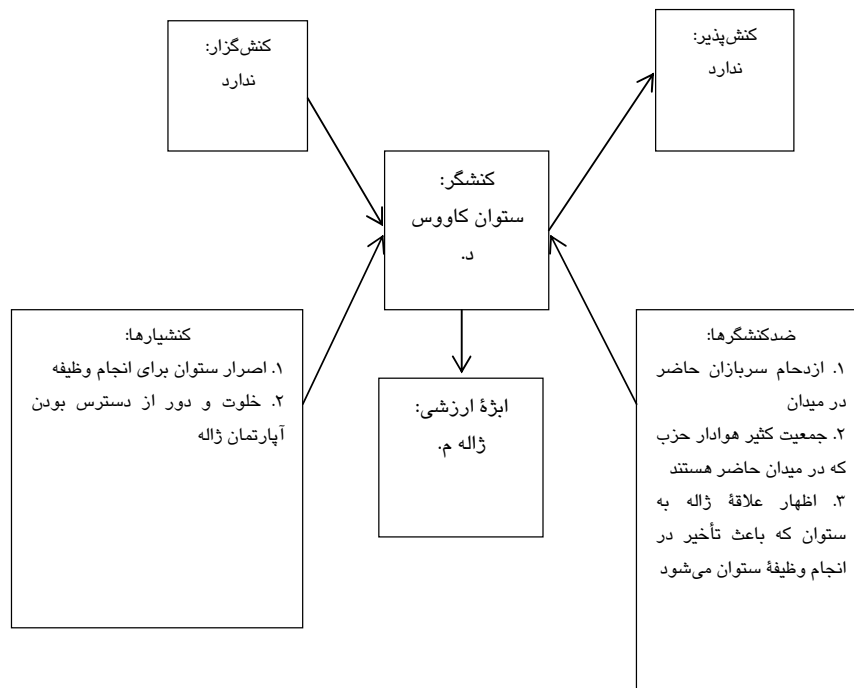 کنش‌پذیر:
ندارد
کنش‌گزار:
ندارد
کنشگر:
ستوان کاووس
د.
ضدکنشگرها:
۱. ازدحام سربازان حاضر
در میدان
۲. جمعیت کثیر هوادار حزب
که در میدان حاضر هستند
۳. اظهار علاقهٔ ژاله به
ستوان که باعث تأخیر در
انجام وظیفهٔ ستوان می‌شود
ابژهٔ ارزشی:
ژاله م.
کنشیارها:
۱. اصرار ستوان برای انجام وظیفه
۲. خلوت و دور از دسترس بودن
آپارتمان ژاله